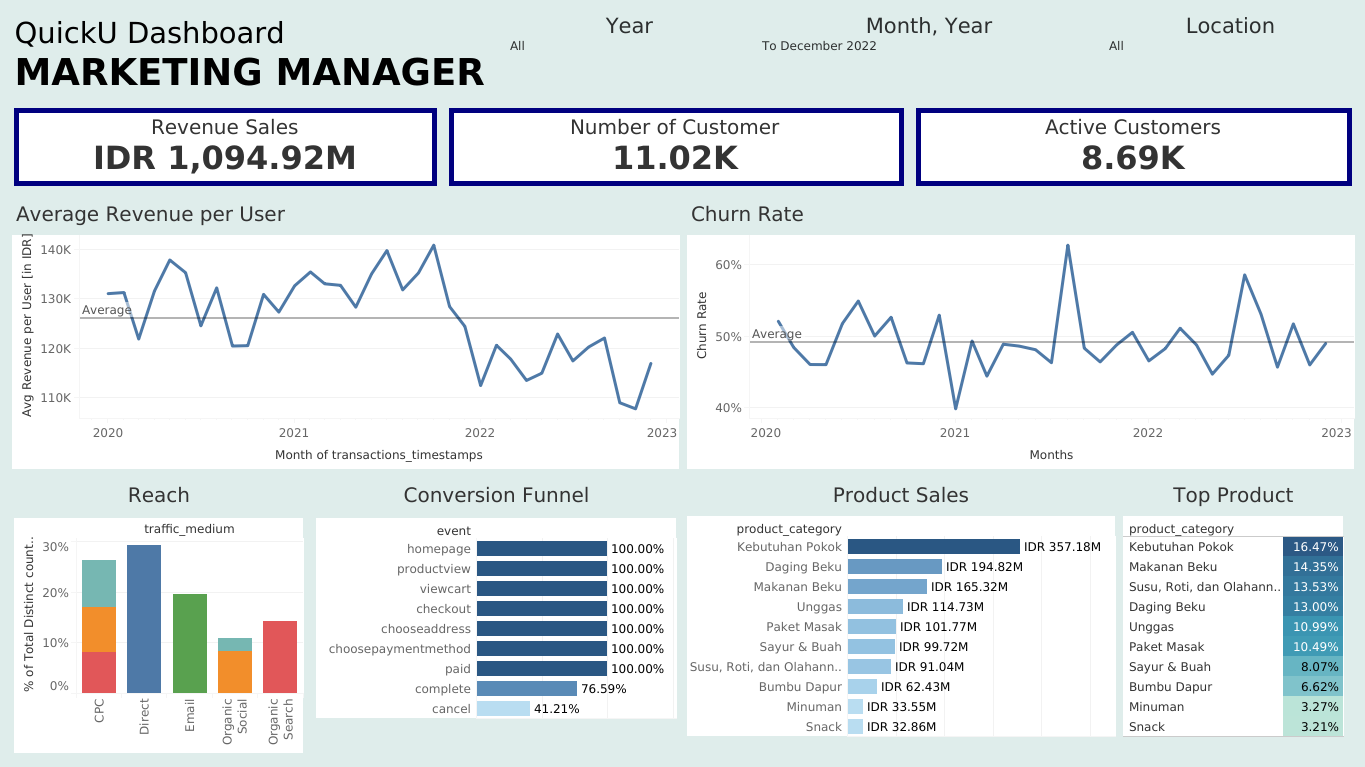 QuickU Dashboard
MARKETING MANAGER
Year
All
Month, Year
To December 2022
Location
All
Revenue Sales
IDR 1,094.92M
Number of Customer
11.02K
Active Customers
8.69K
Average Revenue per User
Avg Revenue per User [in IDR]
140K
130K
120K
110K
Average
2020 2021 2022 2023
Month of transactions_timestamps
Churn Rate
Churn Rate
60%
50%
40%
Average
2020 2021 2022 2023
Months
Reach
traffic_medium
% of Total Distinct count..
30%
20%
10%
0%
CPC
Direct
Email
Organic
Social
Organic
Search
Conversion Funnel
event
homepage 100.00%
productview 100.00%
viewcart 100.00%
checkout 100.00%
chooseaddress 100.00%
choosepaymentmethod 100.00%
paid 100.00%
complete 76.59%
cancel 41.21%
Product Sales
product_category
Kebutuhan Pokok IDR 357.18M
Daging Beku IDR 194.82M
Makanan Beku IDR 165.32M
Unggas IDR 114.73M
Paket Masak IDR 101.77M
Sayur & Buah IDR 99.72M
Susu, Roti, dan Olahann.. IDR 91.04M
Bumbu Dapur IDR 62.43M
Minuman IDR 33.55M
Snack IDR 32.86M
Top Product
product_category
Kebutuhan Pokok 16.47%
Makanan Beku 14.35%
Susu, Roti, dan Olahann.. 13.53%
Daging Beku 13.00%
Unggas 10.99%
Paket Masak 10.49%
Sayur & Buah 8.07%
Bumbu Dapur 6.62%
Minuman 3.27%
Snack 3.21%